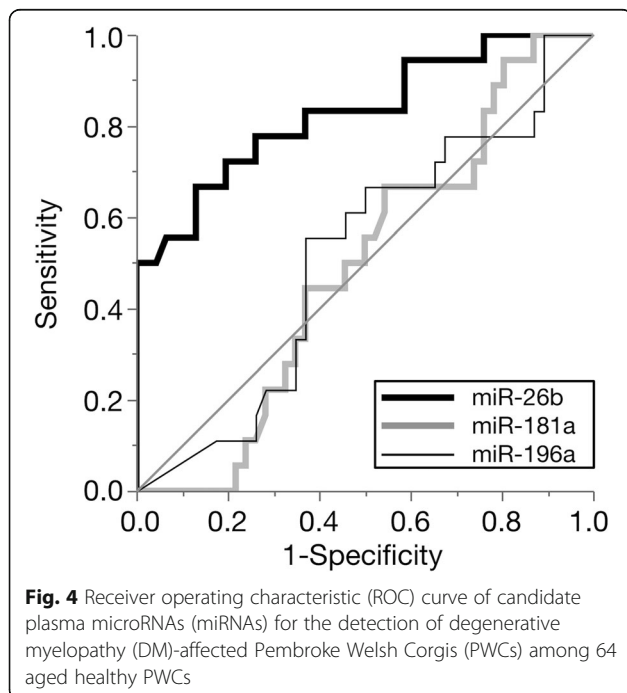 1.0
0.8
0.6
0.4
0.2
0.0
Sensitivity
miR-26b
miR-181a
miR-196a
0.0 0.2 0.4 0.6 0.8 1.0
1-Specificity
Fig. 4 Receiver operating characteristic (ROC) curve of candidate
plasma microRNAs (miRNAs) for the detection of degenerative
myelopathy (DM)-affected Pembroke Welsh Corgis (PWCs) among 64
aged healthy PWCs